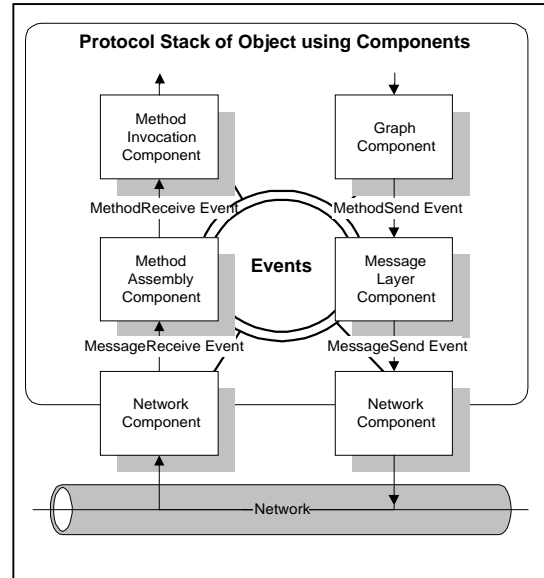 Protocol Stack of Object using Components
Method
Invocation
Component
Graph
Component
MethodReceive Event
MethodSend Event
Method
Assembly
Component
Events
Message
Layer
Component
MessageReceive Event
MessageSend Event
Network
Component
Network
Component
Network